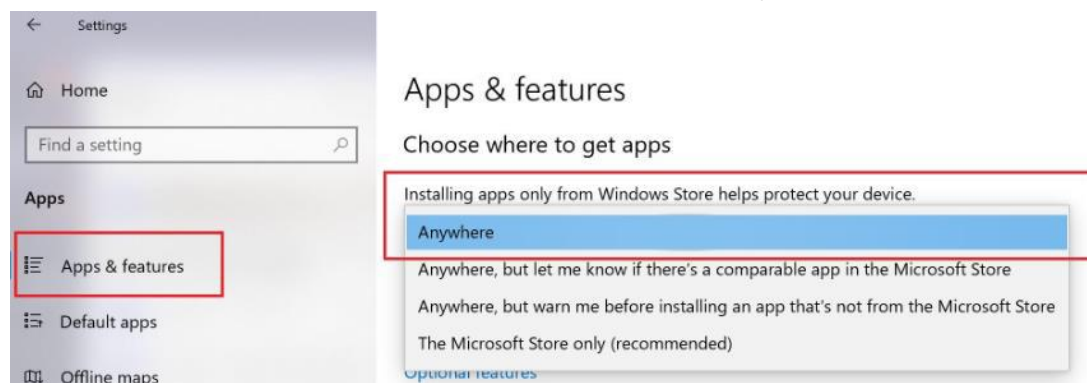 Settings
Home
Find a setting
Apps
Apps & features
Default apps
Offline maps
Apps & features
Choose where to get apps
Installing apps only from Windows Store helps protect your device.
Anywhere
Anywhere, but let me know if there's a comparable app in the Microsoft Store
Anywhere, but warn me before installing an app that's not from the Microsoft Store
The Microsoft Store only (recommended)
Optional features